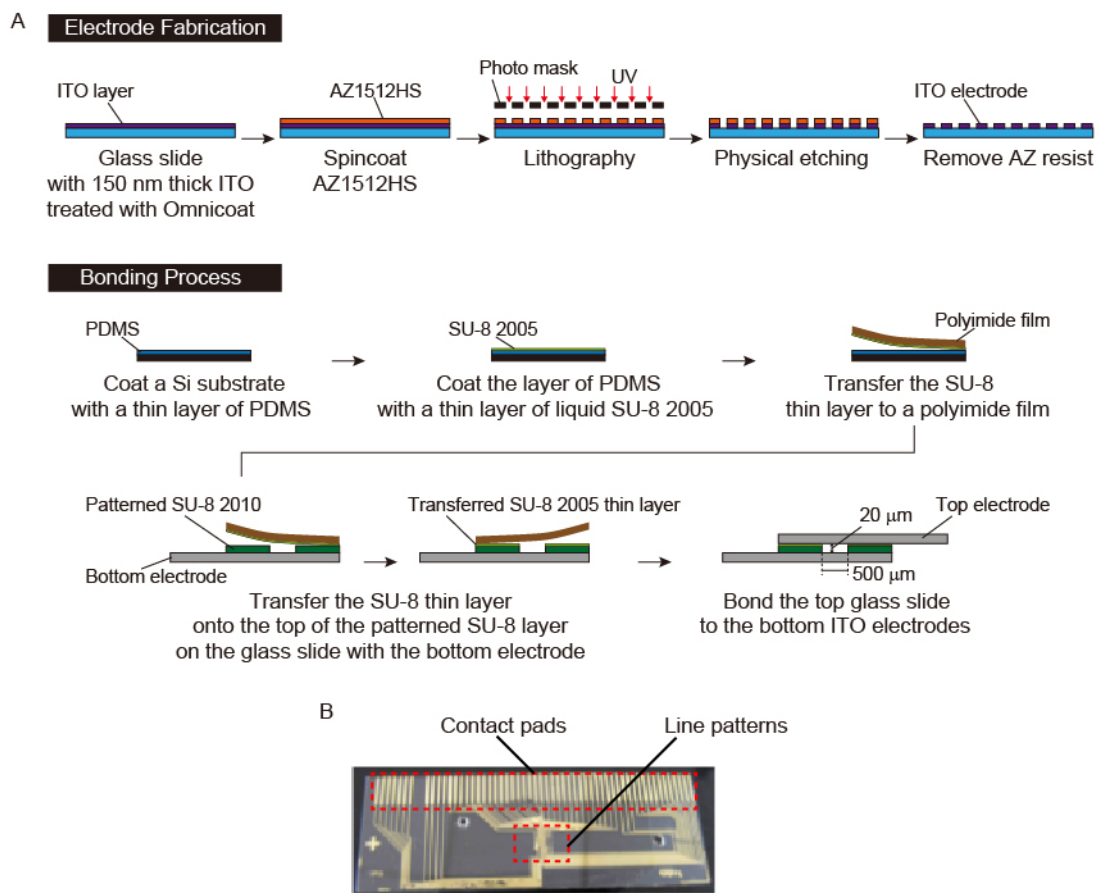 A
Electrode Fabrication
ITO layer
AZ1512HS
Photo mask
UV
ITO electrode
Glass slide
with 150 nm thick ITO
treated with Omnicoat
Spincoat
AZ1512HS
Lithography
Physical etching
Remove AZ resist
Bonding Process
PDMS
SU-8 2005
Polyimide film
Coat a Si substrate
with a thin layer of PDMS
Coat the layer of PDMS
with a thin layer of liquid SU-8 2005
Transfer the SU-8
thin layer to a polyimide film
Patterned SU-8 2010
Transferred SU-8 2005 thin layer
20 μm
Top electrode
Bottom electrode
500 μm
Transfer the SU-8 thin layer
onto the top of the patterned SU-8 layer
on the glass slide with the bottom electrode
Bond the top glass slide
to the bottom ITO electrodes
B
Contact pads
Line patterns